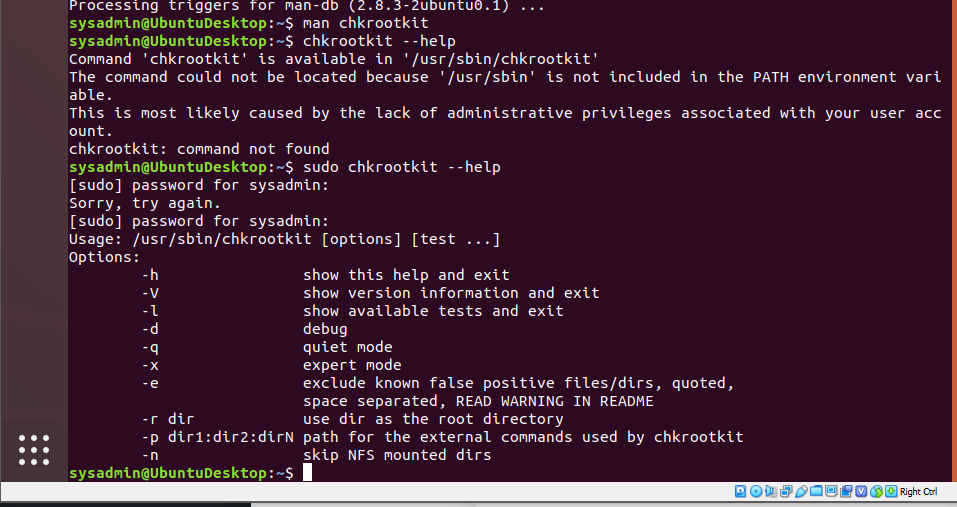 Processing triggers for man-db (2.8.3-2ubuntu0.1) ...
sysadmin@UbuntuDesktop:~$ man chkrootkit
sysadmin@UbuntuDesktop:~$ chkrootkit --help
Command 'chkrootkit' is available in '/usr/sbin/chkrootkit'
The command could not be located because '/usr/sbin' is not included in the PATH environment vari
able.
This is most likely caused by the lack of administrative privileges associated with your user acc
ount.
chkrootkit: command not found
sysadmin@UbuntuDesktop:~$ sudo chkrootkit --help
[sudo] password for sysadmin:
Sorry, try again.
[sudo] password for sysadmin:
Usage: /usr/sbin/chkrootkit [options] [test ...]
Options:
        -h                show this help and exit
        -V                show version information and exit
        -l                show available tests and exit
        -d                debug
        -q                quiet mode
        -x                expert mode
        -e                exclude known false positive files/dirs, quoted,
                          space separated, READ WARNING IN README
        -r dir            use dir as the root directory
        -p dir1:dir2:dirN path for the external commands used by chkrootkit
        -n                skip NFS mounted dirs
sysadmin@UbuntuDesktop:~$
Right Ctrl